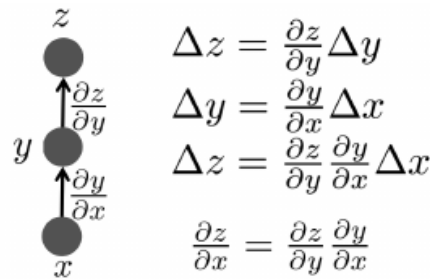 z
∂z/∂y
y
∂y/∂x
x
Δz = ∂z/∂y Δy
Δy = ∂y/∂x Δx
Δz = ∂z/∂y ∂y/∂x Δx
∂z/∂x = ∂z/∂y ∂y/∂x